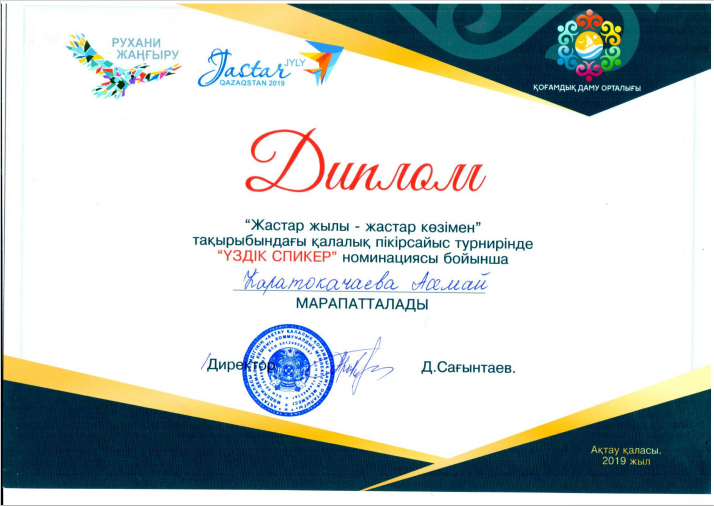 РУХАНИ
ЖАҢҒЫРУ
Jastar JYLY
QAZAQSTAN 2019
ҚОҒАМДЫҚ ДАМУ ОРТАЛЫҒЫ
Диплом
“Жастар жылы - жастар көзімен”
тақырыбындағы қалалық пікірсайыс турнирінде
“ҮЗДІК СПИКЕР” номинациясы бойынша
Каратокачаева Асемай
МАРАПАТТАЛАДЫ
Директор
Д.Сағынтаев.
Ақтау қаласы.
2019 жыл